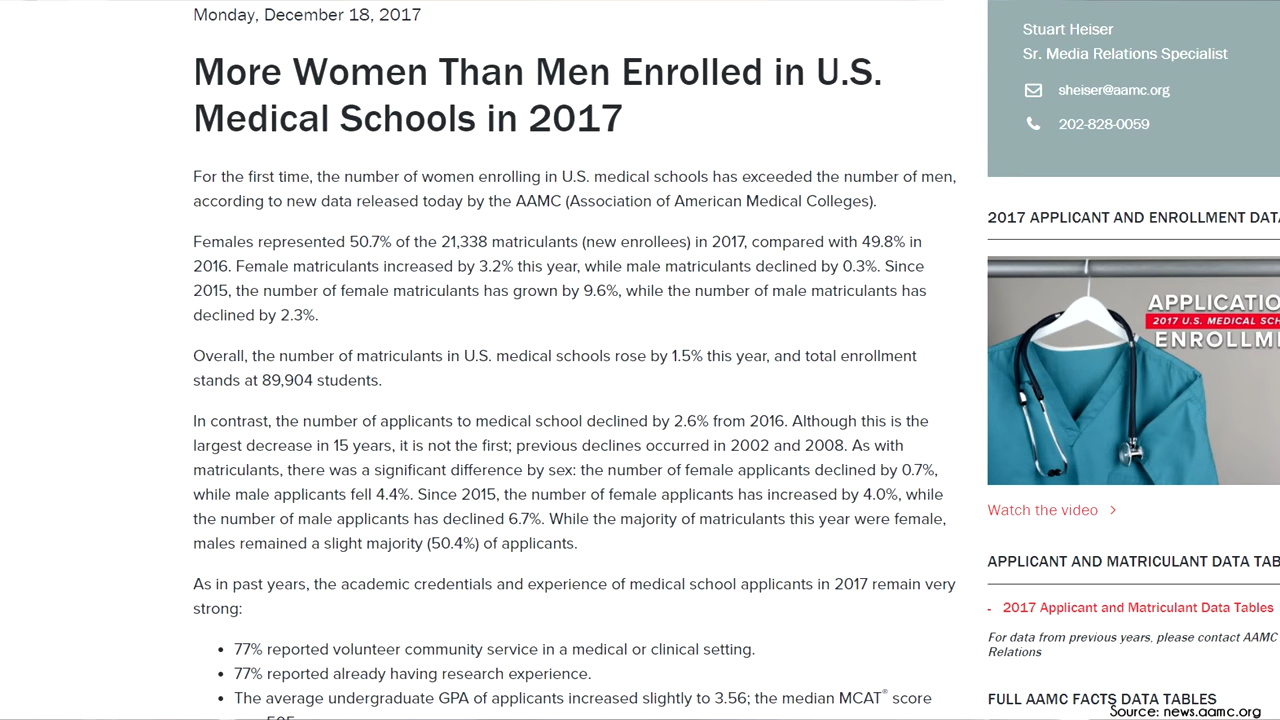 Monday, December 18, 2017
More Women Than Men Enrolled in U.S.
Medical Schools in 2017
For the first time, the number of women enrolling in U.S. medical schools has exceeded the number of men,
according to new data released today by the AAMC (Association of American Medical Colleges).
Females represented 50.7% of the 21,338 matriculants (new enrollees) in 2017, compared with 49.8% in
2016. Female matriculants increased by 3.2% this year, while male matriculants declined by 0.3%. Since
2015, the number of female matriculants has grown by 9.6%, while the number of male matriculants has
declined by 2.3%.
Overall, the number of matriculants in U.S. medical schools rose by 1.5% this year, and total enrollment
stands at 89,904 students.
In contrast, the number of applicants to medical school declined by 2.6% from 2016. Although this is the
largest decrease in 15 years, it is not the first; previous declines occurred in 2002 and 2008. As with
matriculants, there was a significant difference by sex: the number of female applicants declined by 0.7%,
while male applicants fell 4.4%. Since 2015, the number of female applicants has increased by 4.0%, while
the number of male applicants has declined 6.7%. While the majority of matriculants this year were female,
males remained a slight majority (50.4%) of applicants.
As in past years, the academic credentials and experience of medical school applicants in 2017 remain very
strong:
• 77% reported volunteer community service in a medical or clinical setting.
• 77% reported already having research experience.
• The average undergraduate GPA of applicants increased slightly to 3.56; the median MCAT® score
Stuart Heiser
Sr. Media Relations Specialist
sheiser@aamc.org
202-828-0059
2017 APPLICANT AND ENROLLMENT DATA
APPLICATIO
2017 U.S. MEDICAL SCH
ENROLLM
Watch the video >
APPLICANT AND MATRICULANT DATA TAB
- 2017 Applicant and Matriculant Data Tables
For data from previous years, please contact AAMC
Relations
FULL AAMC FACTS DATA TABLES
Source: news.aamc.org